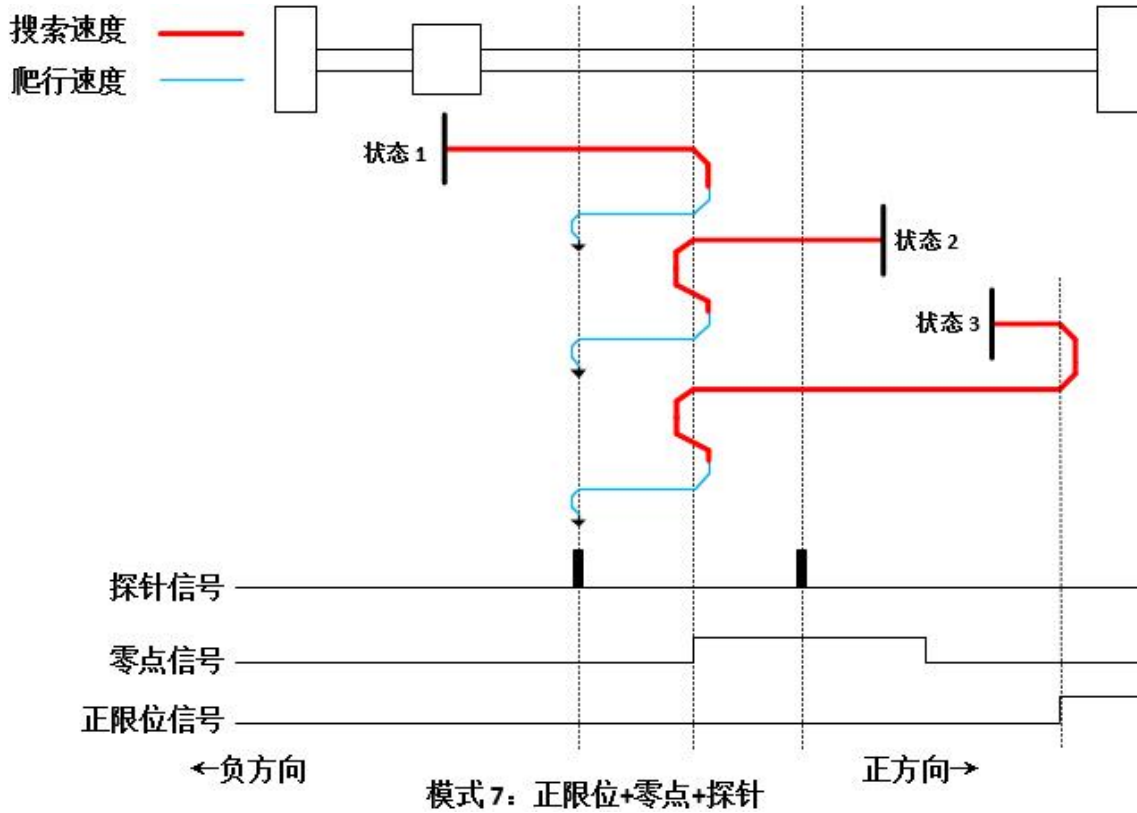 搜索速度
爬行速度
状态 1
状态 2
状态 3
探针信号
零点信号
正限位信号
←负方向
正方向→
模式 7：正限位+零点+探针